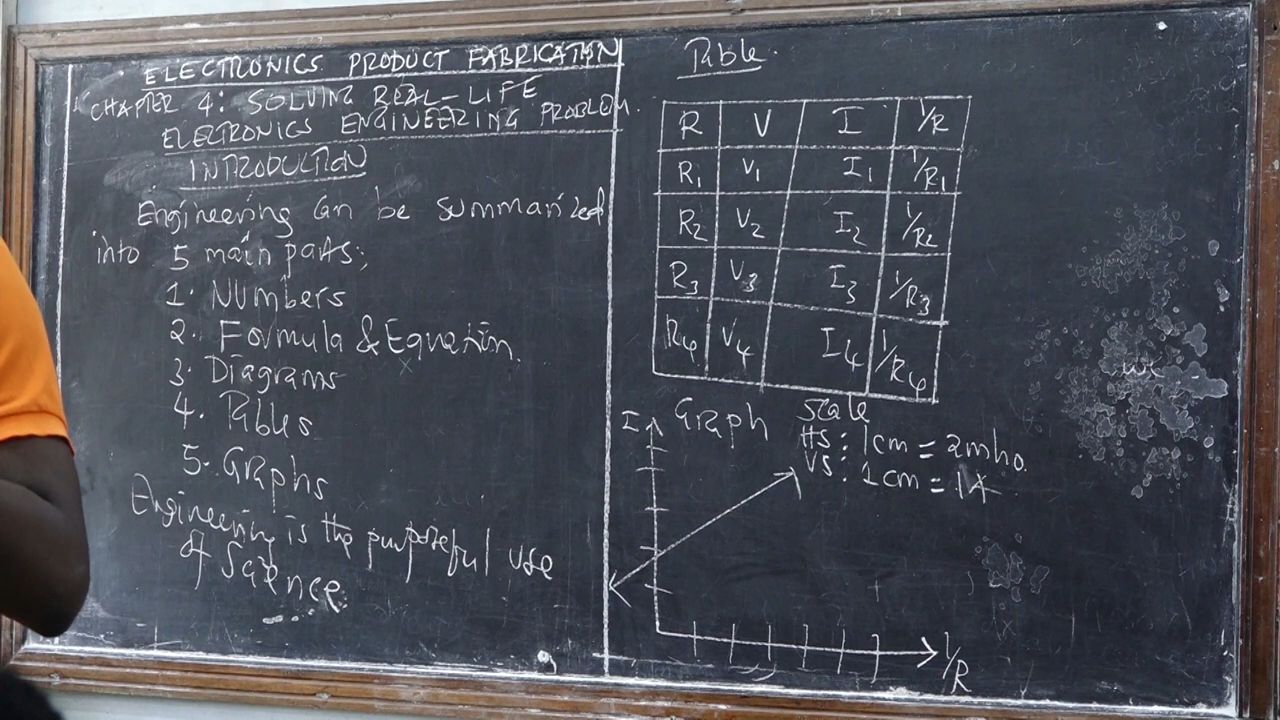 ELECTRONICS PRODUCT FABRICATION
CHAPTER 4: SOLVING REAL-LIFE
ELECTRONICS ENGINEERING PROBLEM.
INTRODUCTION
Engineering can be summarized
into 5 main parts;
1. Numbers
2. Formula & Equation.
3. Diagrams
4. Tables
5. Graphs
Engineering is the purposeful use
of Science.
Table.
R V I 1/R
R1 V1 I1 1/R1
R2 V2 I2 1/R2
R3 V3 I3 1/R3
R4 V4 I4 1/R4
I Graph Scale
HS: 1cm = 2mho
VS: 1cm = 1A
1/R